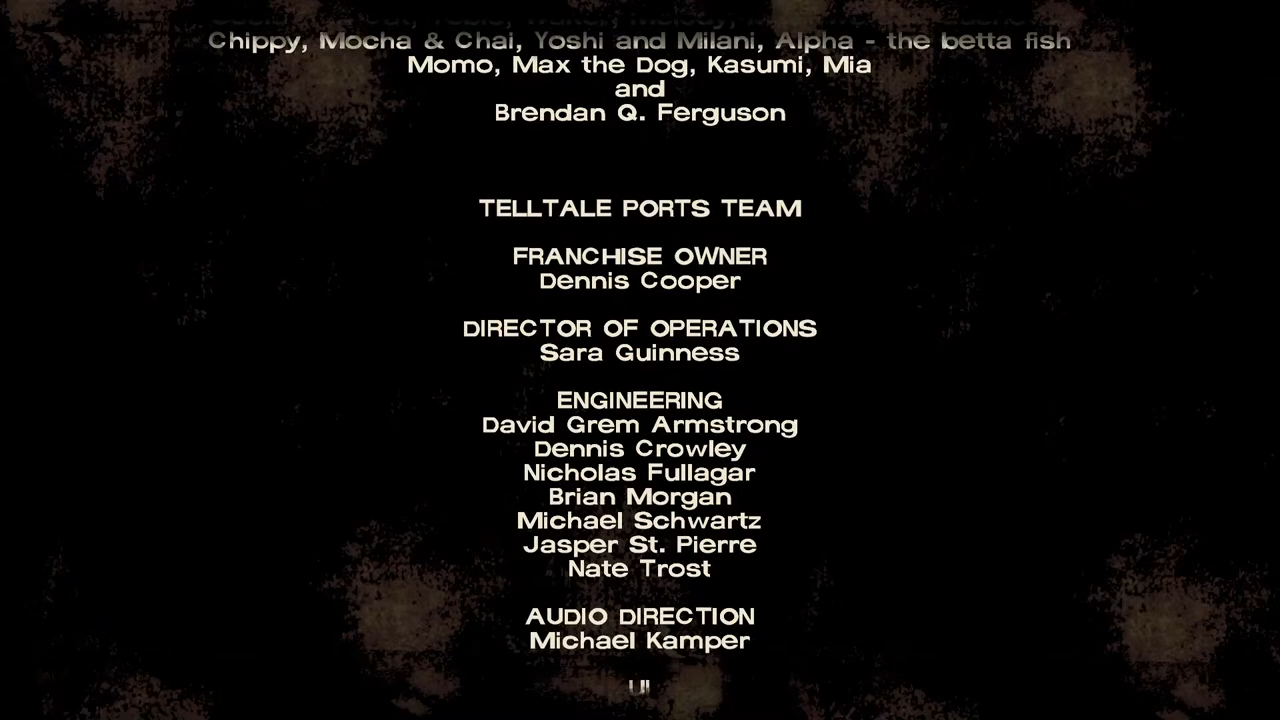 Chippy, Mocha & Chai, Yoshi and Milani, Alpha - the betta fish
Momo, Max the Dog, Kasumi, Mia
and
Brendan Q. Ferguson
TELLTALE PORTS TEAM
FRANCHISE OWNER
Dennis Cooper
DIRECTOR OF OPERATIONS
Sara Guinness
ENGINEERING
David Grem Armstrong
Dennis Crowley
Nicholas Fullagar
Brian Morgan
Michael Schwartz
Jasper St. Pierre
Nate Trost
AUDIO DIRECTION
Michael Kamper
UI